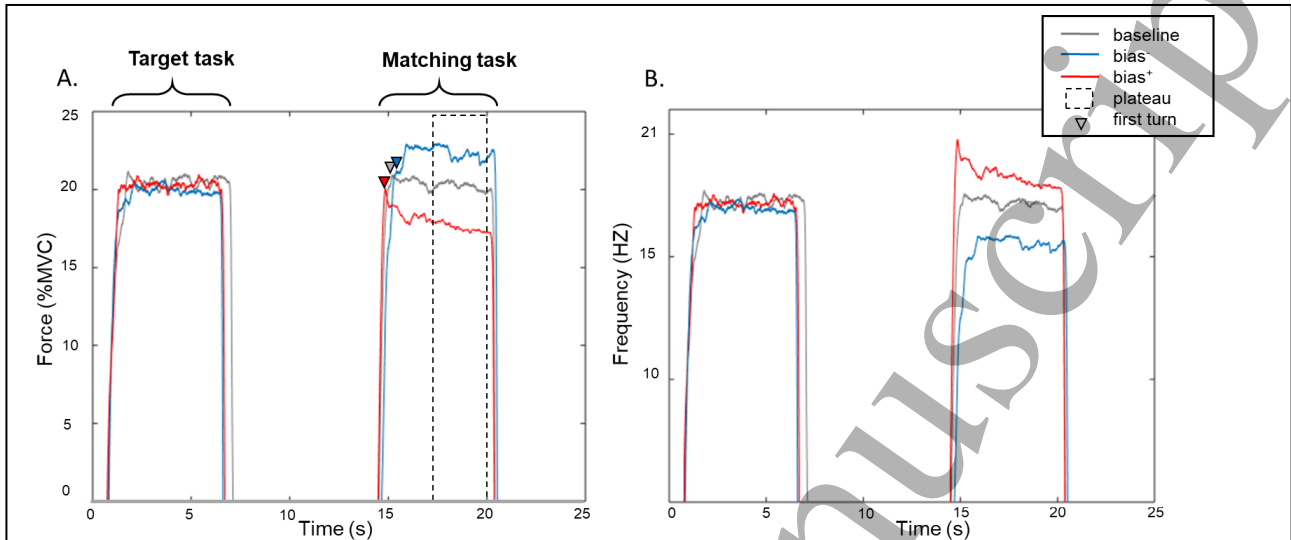 Target task
Matching task
A.
B.
baseline
bias⁻
bias⁺
plateau
first turn
25
20
15
10
5
0
Force (%MVC)
0
5
10
15
20
25
Time (s)
21
15
10
Frequency (HZ)
0
5
10
15
20
25
Time (s)
nuscrip